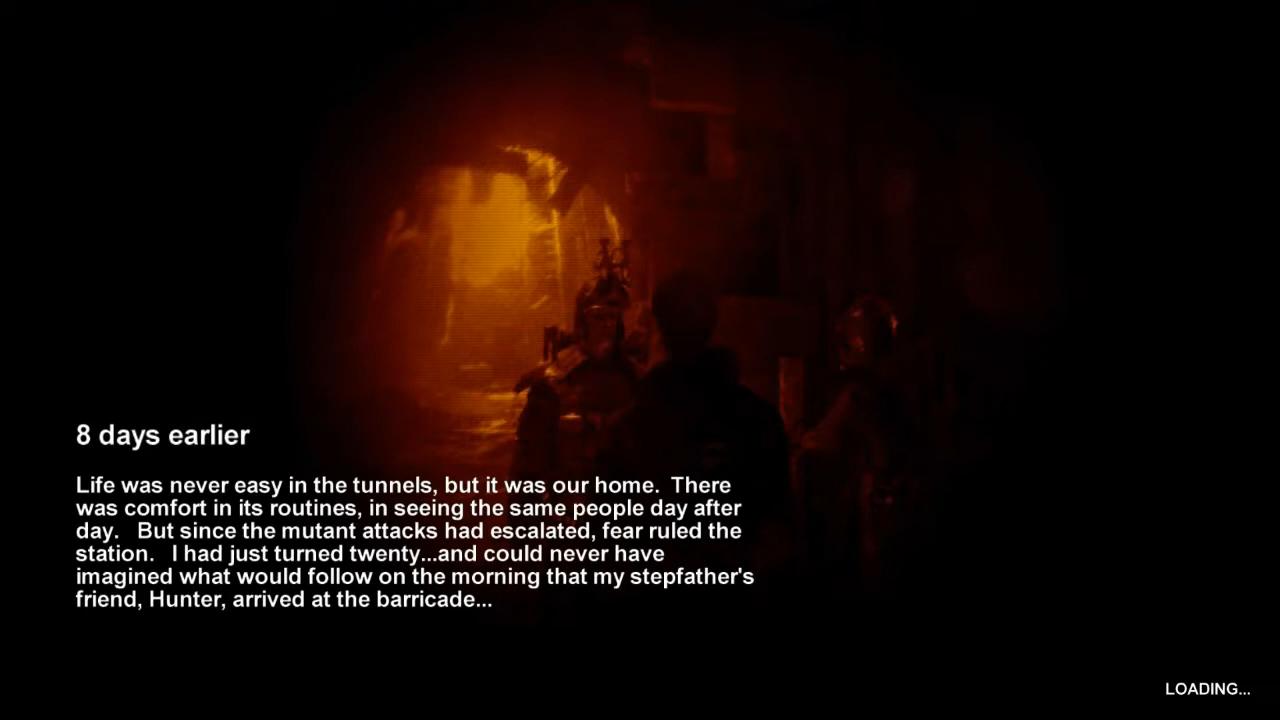 8 days earlier
Life was never easy in the tunnels, but it was our home.  There
was comfort in its routines, in seeing the same people day after
day.   But since the mutant attacks had escalated, fear ruled the
station.   I had just turned twenty...and could never have
imagined what would follow on the morning that my stepfather's
friend, Hunter, arrived at the barricade...
LOADING...